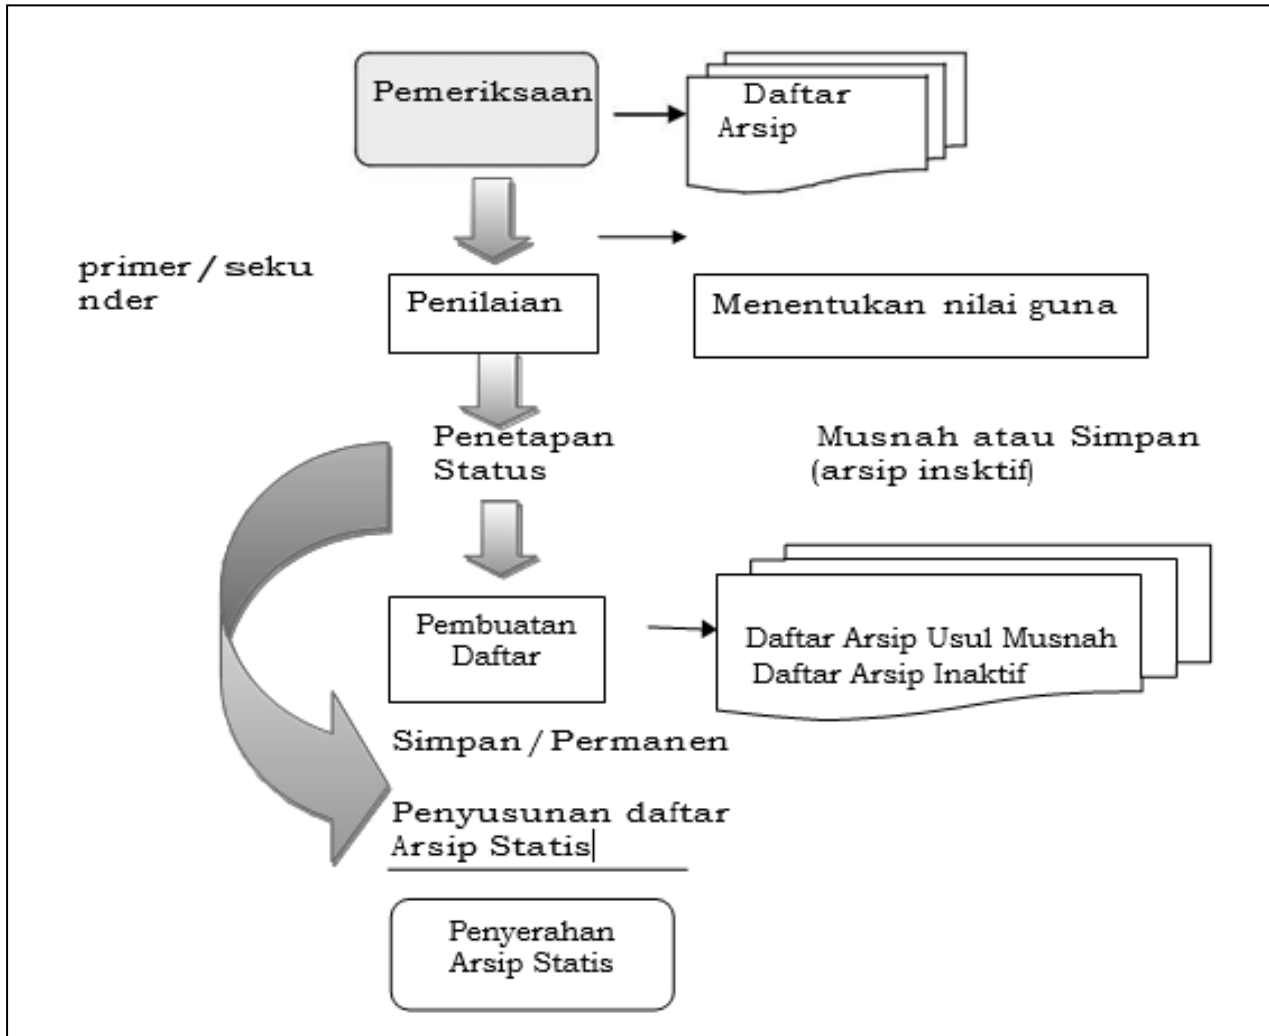 Pemeriksaan
Daftar
Arsip
primer/seku
nder
Penilaian
Menentukan nilai guna
Penetapan
Status
Musnah atau Simpan
(arsip insktif)
Pembuatan
Daftar
Daftar Arsip Usul Musnah
Daftar Arsip Inaktif
Simpan/Permanen
Penyusunan daftar
Arsip Statis
Penyerahan
Arsip Statis